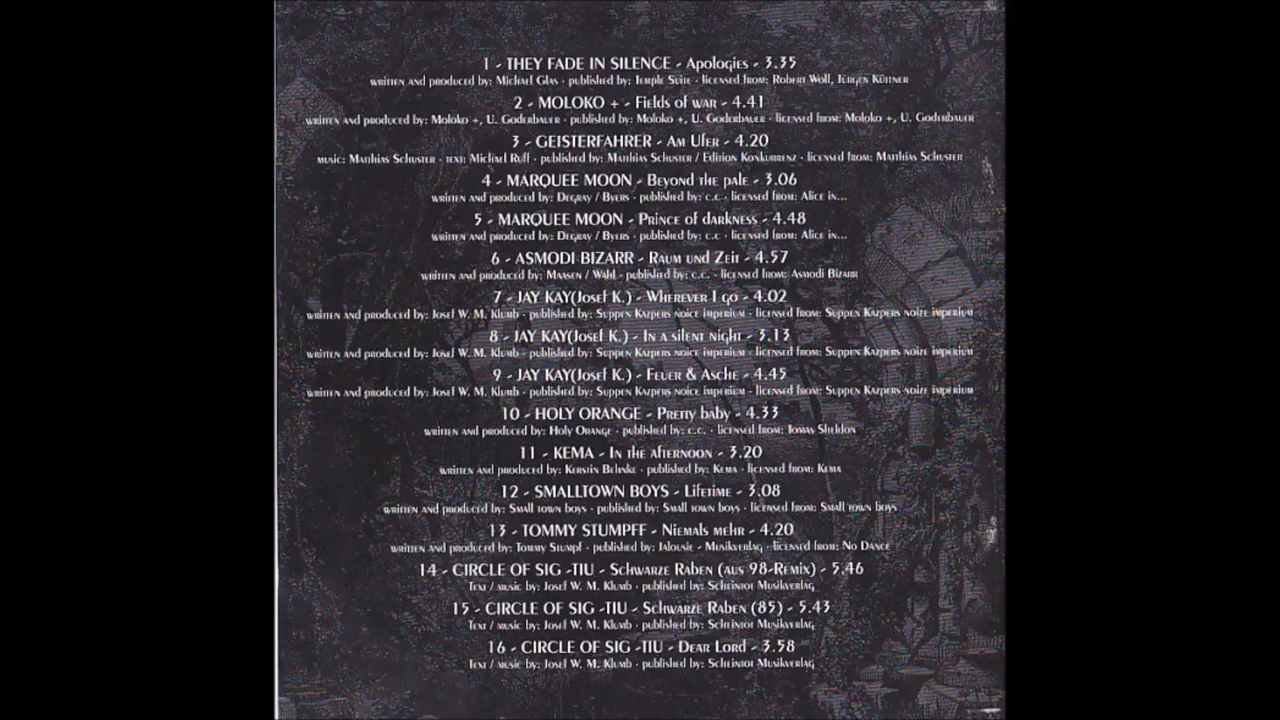 1 - THEY FADE IN SILENCE - Apologies - 3.35
written and produced by: Michael Glas - published by: Temple Suite - licensed from: Robert Wolf, Jürgen Küttner
2 - MOLOKO + - Fields of war - 4.41
written and produced by: Moloko +, U. Goderbauer - published by: Moloko +, U. Goderbauer - licensed from: Moloko +, U. Goderbauer
3 - GEISTERFAHRER - Am Ufer - 4.20
music: Matthias Schuster - text: Michael Ruff - published by: Matthias Schuster / Edition Konkurrenz - licensed from: Matthias Schuster
4 - MARQUEE MOON - Beyond the pale - 3.06
written and produced by: Degray / Byers - published by: c.c - licensed from: Alice in...
5 - MARQUEE MOON - Prince of darkness - 4.48
written and produced by: Degray / Byers - published by: c.c - licensed from: Alice in...
6 - ASMODI BIZARR - Raum und Zeit - 4.57
written and produced by: Maasen / Wahl - published by: c.c. - licensed from: Asmodi Bizarr
7 - JAY KAY(Josef K.) - Wherever I go - 4.02
written and produced by: Josef W. M. Klumb - published by: Suppen Kazpers noice imperium - licensed from: Suppen Kazpers noize imperium
8 - JAY KAY(Josef K.) - In a silent night - 3.13
written and produced by: Josef W. M. Klumb - published by: Suppen Kazpers noice imperium - licensed from: Suppen Kazpers noize imperium
9 - JAY KAY(Josef K.) - Feuer & Asche - 4.45
written and produced by: Josef W. M. Klumb - published by: Suppen Kazpers noice imperium - licensed from: Suppen Kazpers noize imperium
10 - HOLY ORANGE - Pretty baby - 4.33
written and produced by: Holy Orange - published by: c.c. - licensed from: Jonas Sheldon
11 - KEMA - In the afternoon - 3.20
written and produced by: Kerstin Belinske - published by: Kema - licensed from: Kema
12 - SMALLTOWN BOYS - Lifetime - 3.08
written and produced by: Small town boys - published by: Small town boys - licensed from: Small town boys
13 - TOMMY STUMPFF - Niemals mehr - 4.20
written and produced by: Tommy Stumpf - published by: Jalousie - Musikverlag - licensed from: No Dance
14 - CIRCLE OF SIG -TIU - Schwarze Raben (aus 98-Remix) - 5.46
Text / music by: Josef W. M. Klumb - published by: Scheintot Musikverlag
15 - CIRCLE OF SIG -TIU - Schwarze Raben (85) - 5.43
Text / music by: Josef W. M. Klumb - published by: Scheintot Musikverlag
16 - CIRCLE OF SIG -TIU - Dear Lord - 3.58
Text / music by: Josef W. M. Klumb - published by: Scheintot Musikverlag